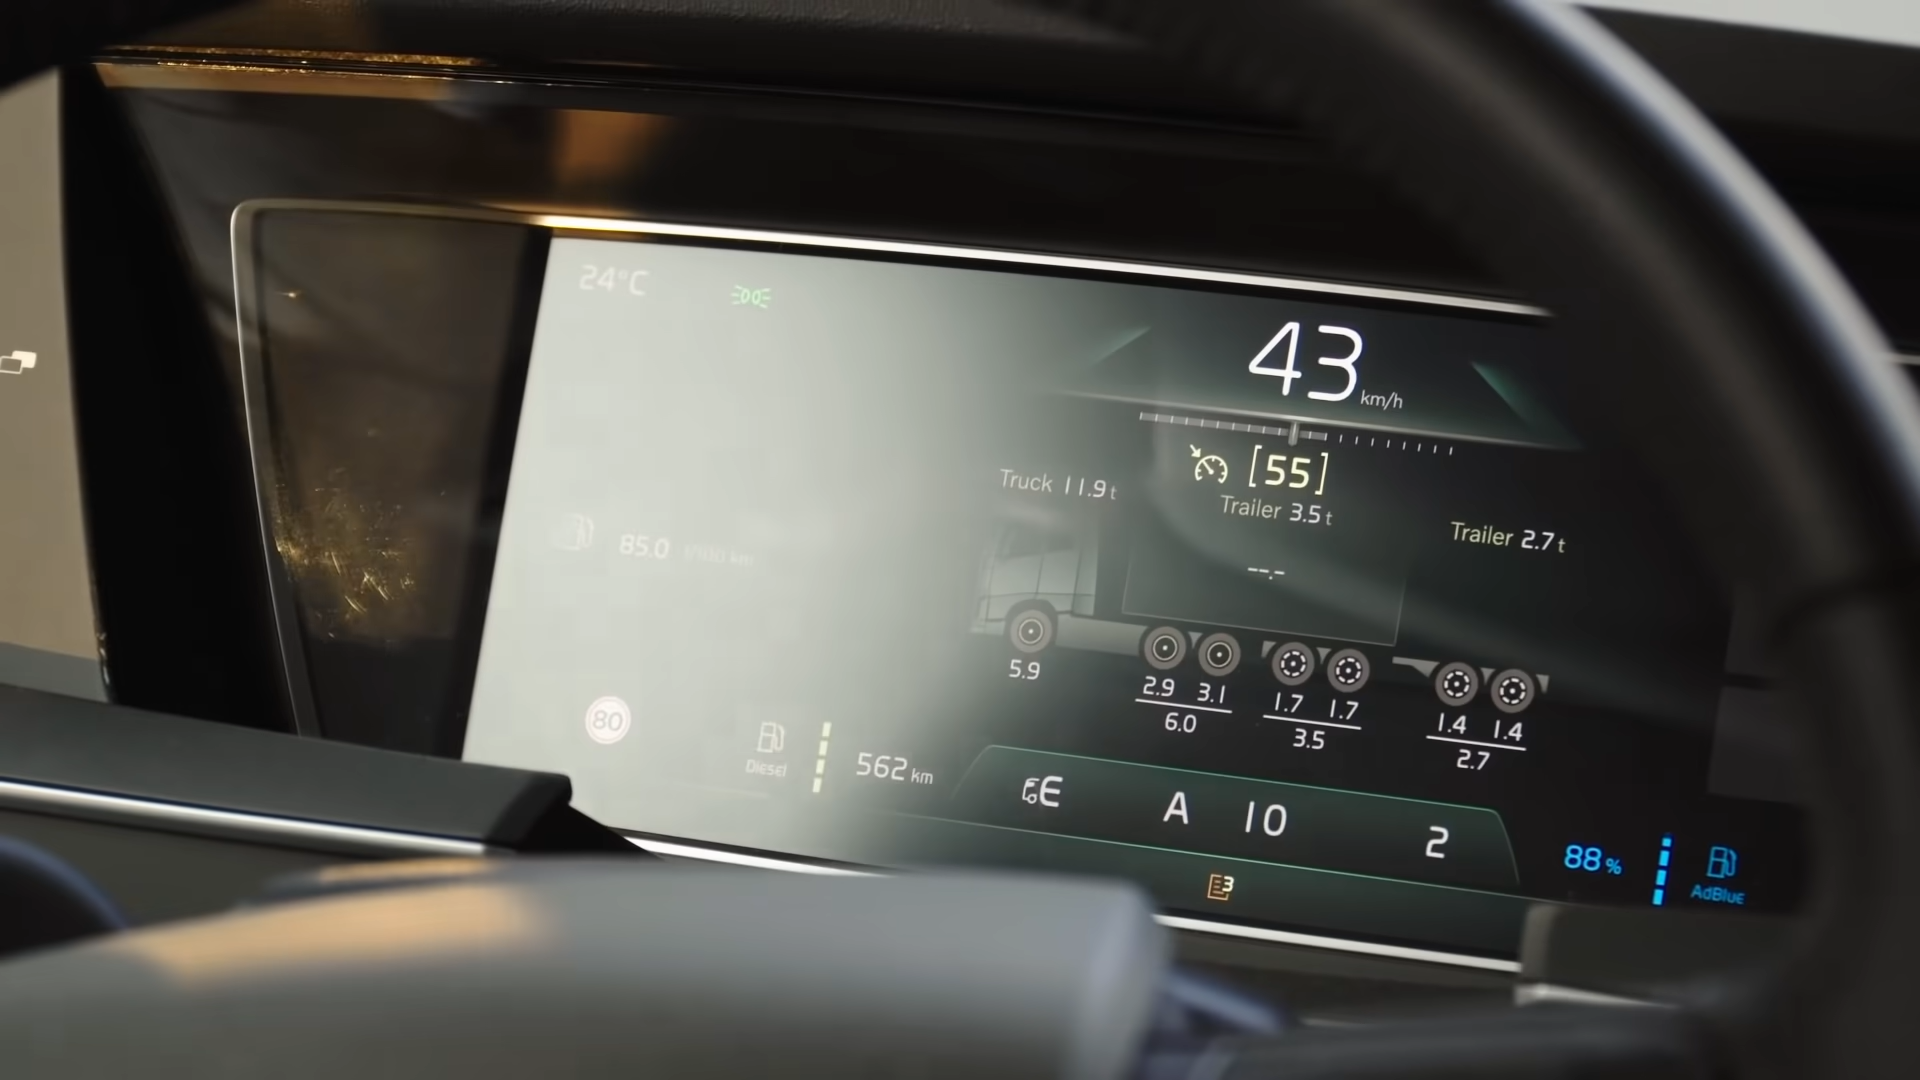 24°C
43 km/h
[55]
Truck 11.9 t
Trailer 3.5 t
Trailer 2.7 t
--.-
85.0
5.9
2.9 3.1
6.0
1.7 1.7
3.5
1.4 1.4
2.7
80
Diesel
562 km
E
A 10
2
3
88 %
AdBlue